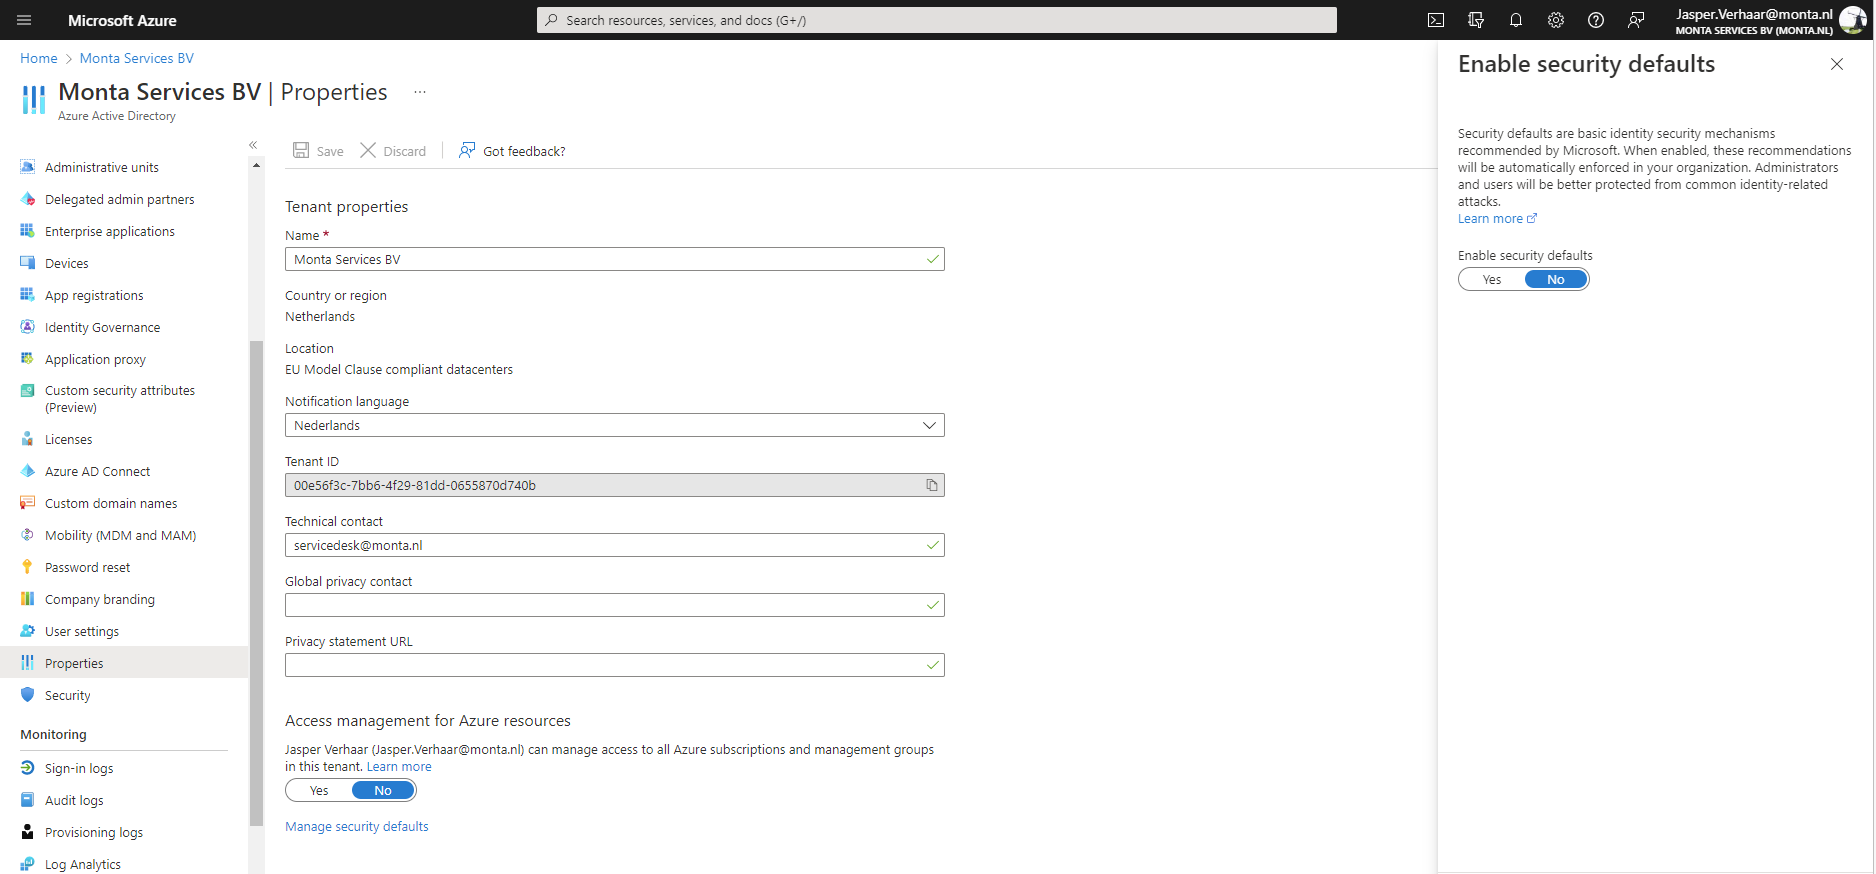 Microsoft Azure
Search resources, services, and docs (G+/)
Jasper.Verhaar@monta.nl
MONTA SERVICES BV (MONTA.NL)
Home > Monta Services BV
Monta Services BV | Properties ...
Azure Active Directory
«
Administrative units
Delegated admin partners
Enterprise applications
Devices
App registrations
Identity Governance
Application proxy
Custom security attributes
(Preview)
Licenses
Azure AD Connect
Custom domain names
Mobility (MDM and MAM)
Password reset
Company branding
User settings
Properties
Security
Monitoring
Sign-in logs
Audit logs
Provisioning logs
Log Analytics
Save Discard Got feedback?
Tenant properties
Name *
Monta Services BV
Country or region
Netherlands
Location
EU Model Clause compliant datacenters
Notification language
Nederlands
Tenant ID
00e56f3c-7bb6-4f29-81dd-0655870d740b
Technical contact
servicedesk@monta.nl
Global privacy contact
Privacy statement URL
Access management for Azure resources
Jasper Verhaar (Jasper.Verhaar@monta.nl) can manage access to all Azure subscriptions and management groups
in this tenant. Learn more
Yes No
Manage security defaults
Enable security defaults
Security defaults are basic identity security mechanisms
recommended by Microsoft. When enabled, these recommendations
will be automatically enforced in your organization. Administrators
and users will be better protected from common identity-related
attacks.
Learn more
Enable security defaults
Yes No